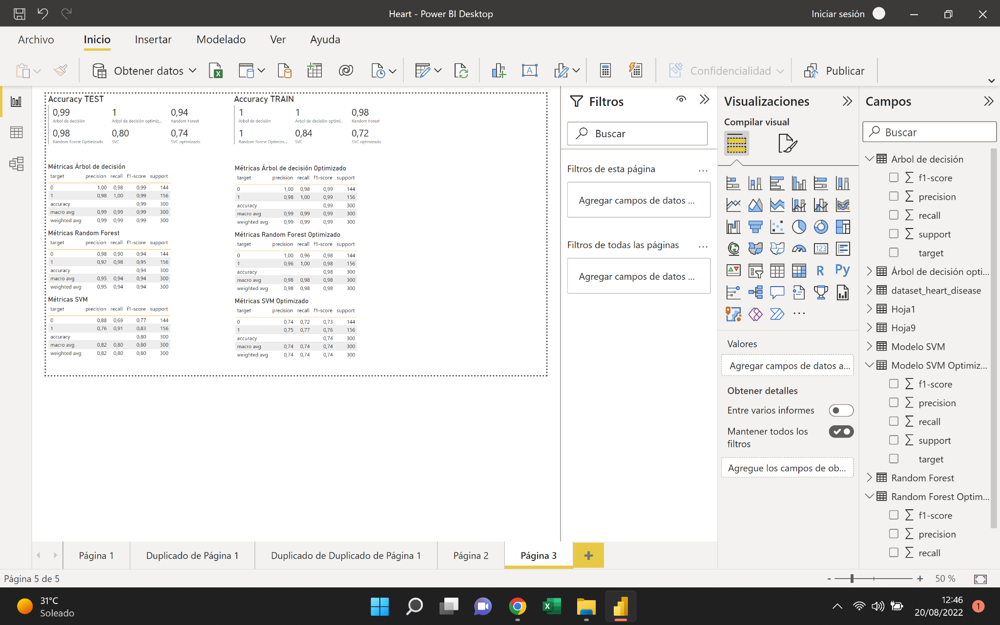 Heart - Power BI Desktop
Iniciar sesión
Archivo Inicio Insertar Modelado Ver Ayuda
Obtener datos
Confidencialidad
Publicar
Accuracy TEST
0,99 1 0,94
Árbol de decisión Árbol de decisión optimiz... Random Forest
0,98 0,80 0,74
Random Forest Optimizado SVC SVC optimizado
Accuracy TRAIN
1 1 0,98
Árbol de decisión Árbol de decisión optimi... Random Forest
1 0,84 0,72
Random Forest Optimiza... SVC SVC optimizado
Métricas Árbol de decisión
target precision recall f1-score support
0 1,00 0,98 0,99 144
1 0,98 1,00 0,99 156
accuracy 0,99 300
macro avg 0,99 0,99 0,99 300
weighted avg 0,99 0,99 0,99 300
Métricas Árbol de decisión Optimizado
target precision recall f1-score support
0 1,00 0,98 0,99 144
1 0,98 1,00 0,99 156
accuracy 0,99 300
macro avg 0,99 0,99 0,99 300
weighted avg 0,99 0,99 0,99 300
Métricas Random Forest
target precision recall f1-score support
0 0,98 0,90 0,94 144
1 0,92 0,98 0,95 156
accuracy 0,94 300
macro avg 0,95 0,94 0,94 300
weighted avg 0,95 0,94 0,94 300
Métricas Random Forest Optimizado
target precision recall f1-score support
0 1,00 0,96 0,98 144
1 0,96 1,00 0,98 156
accuracy 0,98 300
macro avg 0,98 0,98 0,98 300
weighted avg 0,98 0,98 0,98 300
Métricas SVM
target precision recall f1-score support
0 0,88 0,69 0,77 144
1 0,76 0,91 0,83 156
accuracy 0,80 300
macro avg 0,82 0,80 0,80 300
weighted avg 0,82 0,80 0,80 300
Métricas SVM Optimizado
target precision recall f1-score support
0 0,74 0,72 0,73 144
1 0,75 0,77 0,76 156
accuracy 0,74 300
macro avg 0,74 0,74 0,74 300
weighted avg 0,74 0,74 0,74 300
Filtros
Buscar
Filtros de esta página ...
Agregar campos de datos ...
Filtros de todas las páginas ...
Agregar campos de datos ...
Visualizaciones
Compilar visual
123
R Py
...
Valores
Agregar campos de datos a...
Obtener detalles
Entre varios informes
Mantener todos los
filtros
Agregue los campos de ob...
Campos
Buscar
Arbol de decisión
∑ f1-score
∑ precision
∑ recall
∑ support
target
Árbol de decisión opti...
dataset_heart_disease
Hoja1
Hoja9
Modelo SVM
Modelo SVM Optimiz...
∑ f1-score
∑ precision
∑ recall
∑ support
target
Random Forest
Random Forest Optim...
∑ f1-score
∑ precision
∑ recall
Página 1 Duplicado de Página 1 Duplicado de Duplicado de Página 1 Página 2 Página 3 +
Página 5 de 5
- + 50 %
31°C
Soleado
12:46
20/08/2022
1